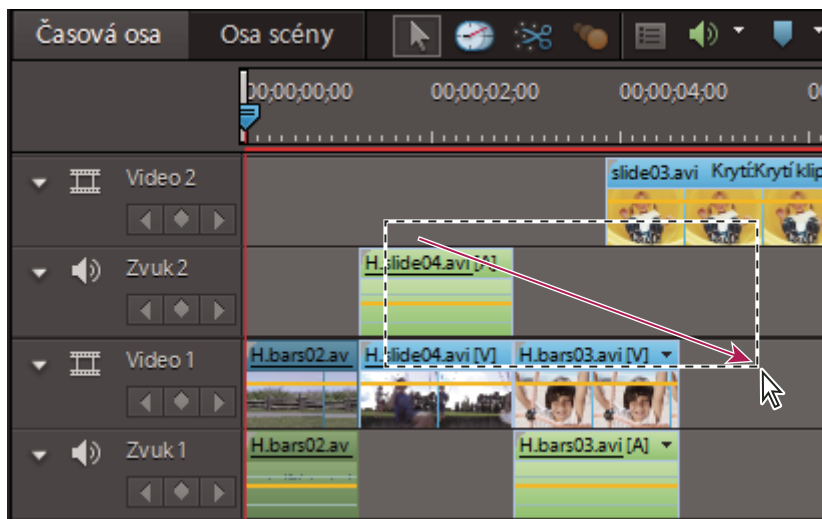 Časová osa Osa scény
00;00;00;00 00;00;02;00 00;00;04;00
Video 2 slide03.avi Krytí:Krytí klip
Zvuk 2 H.slide04.avi [A]
Video 1 H.bars02.av H.slide04.avi [V] H.bars03.avi [V]
Zvuk 1 H.bars02.av H.bars03.avi [A]